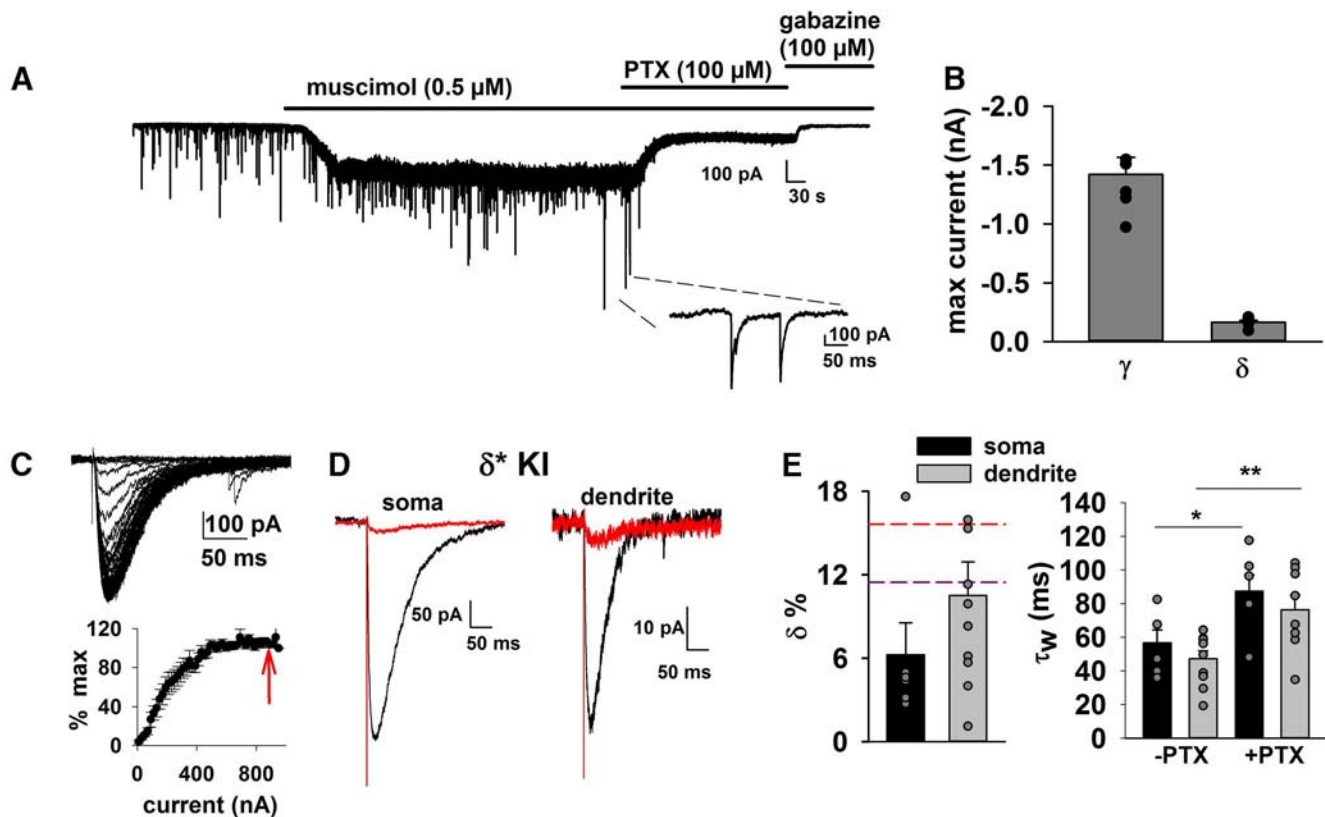 A
muscimol (0.5 µM)
PTX (100 µM)
gabazine
(100 µM)
100 pA
30 s
100 pA
50 ms
B
max current (nA)
-2.0
-1.5
-1.0
-0.5
0.0
γ
δ
C
100 pA
50 ms
% max
120
80
40
0
0
400
800
current (nA)
D
δ* KI
soma
dendrite
50 pA
50 ms
10 pA
50 ms
E
soma
dendrite
δ %
18
12
6
0
τw (ms)
140
120
100
80
60
40
20
0
*
**
-PTX
+PTX